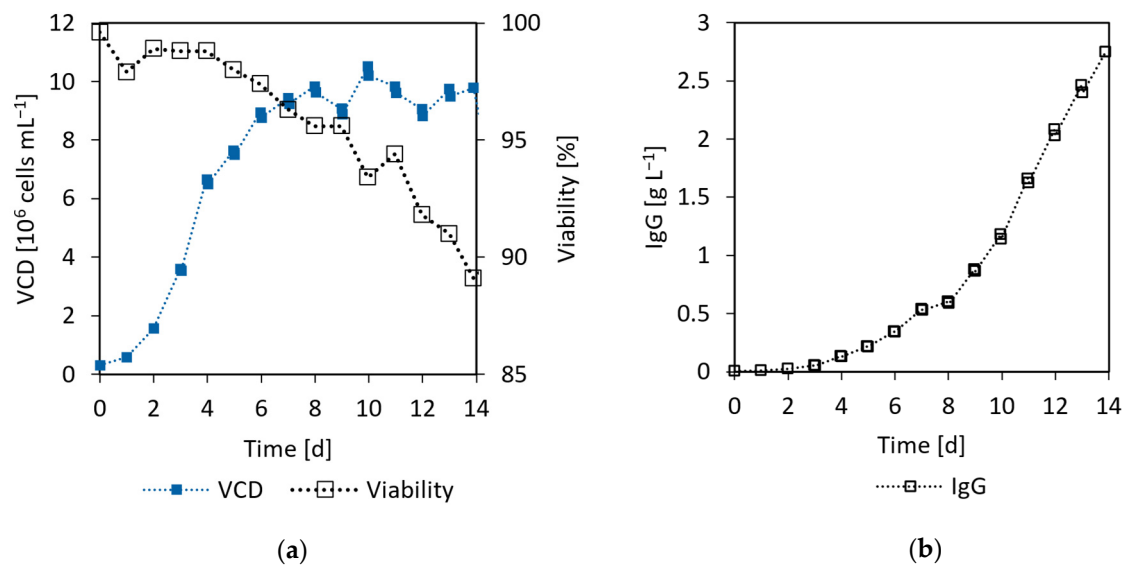 12
10
8
6
4
2
0
VCD [10⁶ cells mL⁻¹]
100
95
90
85
Viability [%]
0 2 4 6 8 10 12 14
Time [d]
VCD Viability
(a)
3
2.5
2
1.5
1
0.5
0
IgG [g L⁻¹]
0 2 4 6 8 10 12 14
Time [d]
IgG
(b)